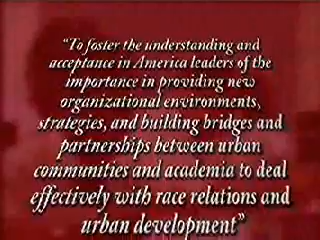 “To foster the understanding and
acceptance in America leaders of the
importance in providing new
organizational environments,
strategies, and building bridges and
partnerships between urban
communities and academia to deal
effectively with race relations and
urban development”